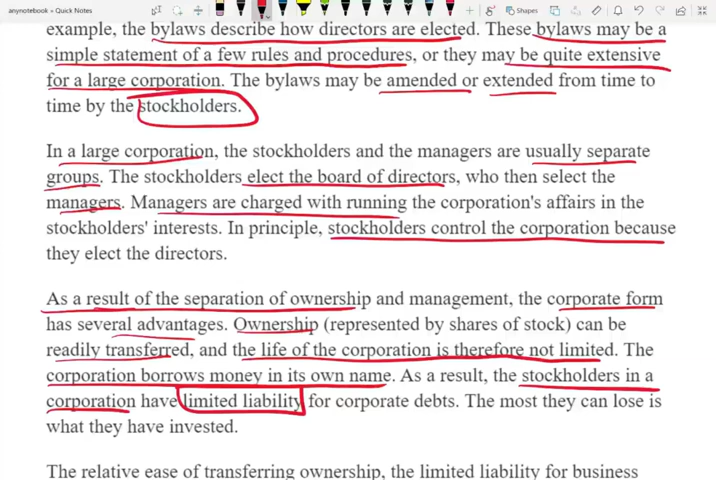 anynotebook » Quick Notes
Shapes
example, the bylaws describe how directors are elected. These bylaws may be a
simple statement of a few rules and procedures, or they may be quite extensive
for a large corporation. The bylaws may be amended or extended from time to
time by the stockholders.
In a large corporation, the stockholders and the managers are usually separate
groups. The stockholders elect the board of directors, who then select the
managers. Managers are charged with running the corporation's affairs in the
stockholders' interests. In principle, stockholders control the corporation because
they elect the directors.
As a result of the separation of ownership and management, the corporate form
has several advantages. Ownership (represented by shares of stock) can be
readily transferred, and the life of the corporation is therefore not limited. The
corporation borrows money in its own name. As a result, the stockholders in a
corporation have limited liability for corporate debts. The most they can lose is
what they have invested.
The relative ease of transferring ownership, the limited liability for business